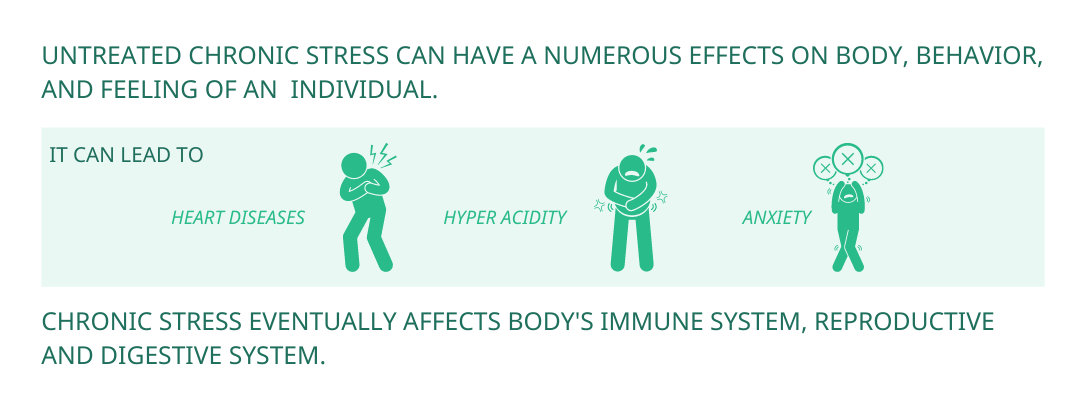 UNTREATED CHRONIC STRESS CAN HAVE A NUMEROUS EFFECTS ON BODY, BEHAVIOR,
AND FEELING OF AN  INDIVIDUAL.
IT CAN LEAD TO
HEART DISEASES
HYPER ACIDITY
ANXIETY
CHRONIC STRESS EVENTUALLY AFFECTS BODY'S IMMUNE SYSTEM, REPRODUCTIVE
AND DIGESTIVE SYSTEM.